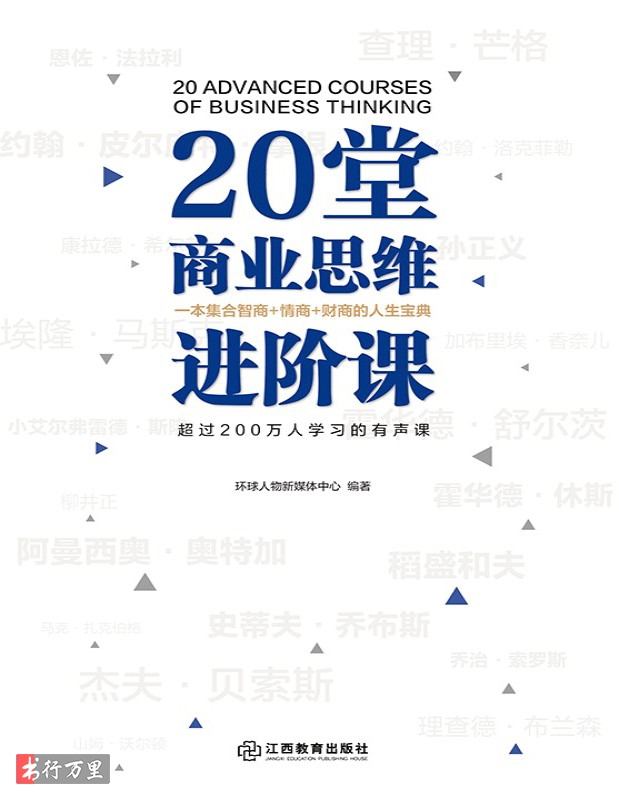 恩佐·法拉利
查理·芒格
20 ADVANCED COURSES
OF BUSINESS THINKING
约翰·皮尔庞特·摩根
约翰·洛克菲勒
20堂
康拉德·希尔
孙正义
商业思维
一本集合智商+情商+财商的人生宝典
埃隆·马斯克
加布里埃·香奈儿
进阶课
小艾尔弗雷德·斯隆
霍华德·舒尔茨
超过200万人学习的有声课
环球人物新媒体中心 编著
柳井正
霍华德·休斯
阿曼西奥·奥特加
稻盛和夫
马克·扎克伯格
史蒂夫·乔布斯
乔治·索罗斯
杰夫·贝索斯
理查德·布兰森
山姆·沃尔顿
江西教育出版社
JIANGXI EDUCATION PUBLISHING HOUSE
书行万里